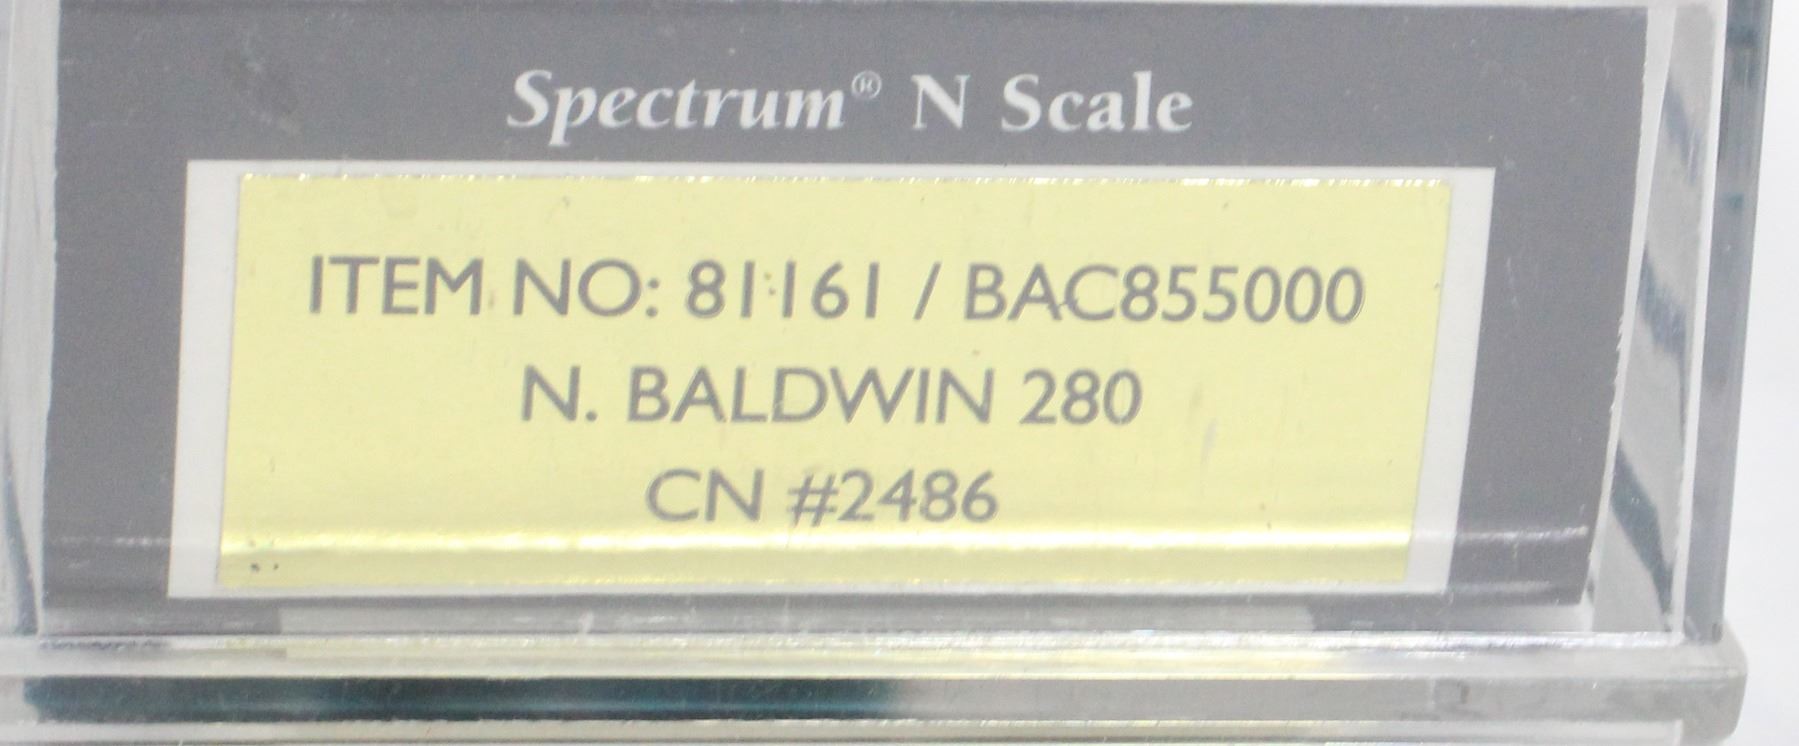 Spectrum® N Scale
ITEM NO: 81161 / BAC855000
N. BALDWIN 280
CN #2486